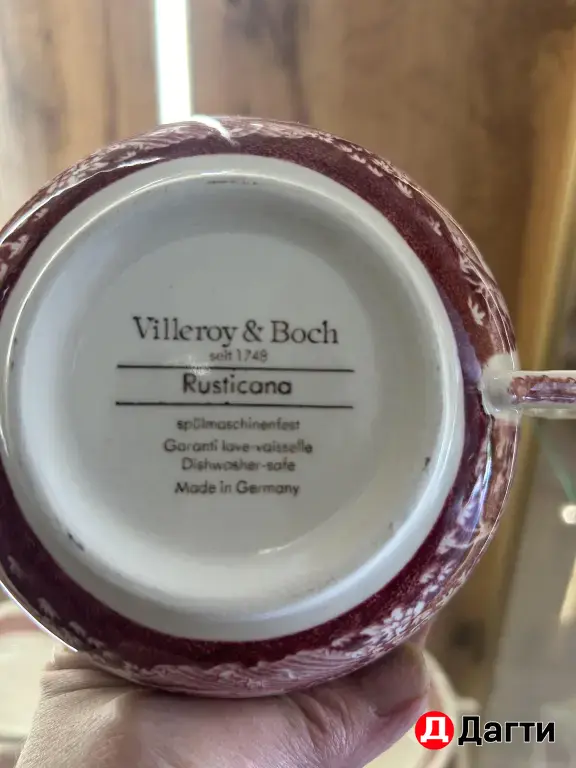 Villeroy & Boch
seit 1748
Rusticana
spülmaschinenfest
Garanti lave-vaisselle
Dishwasher-safe
Made in Germany
Д Дагти